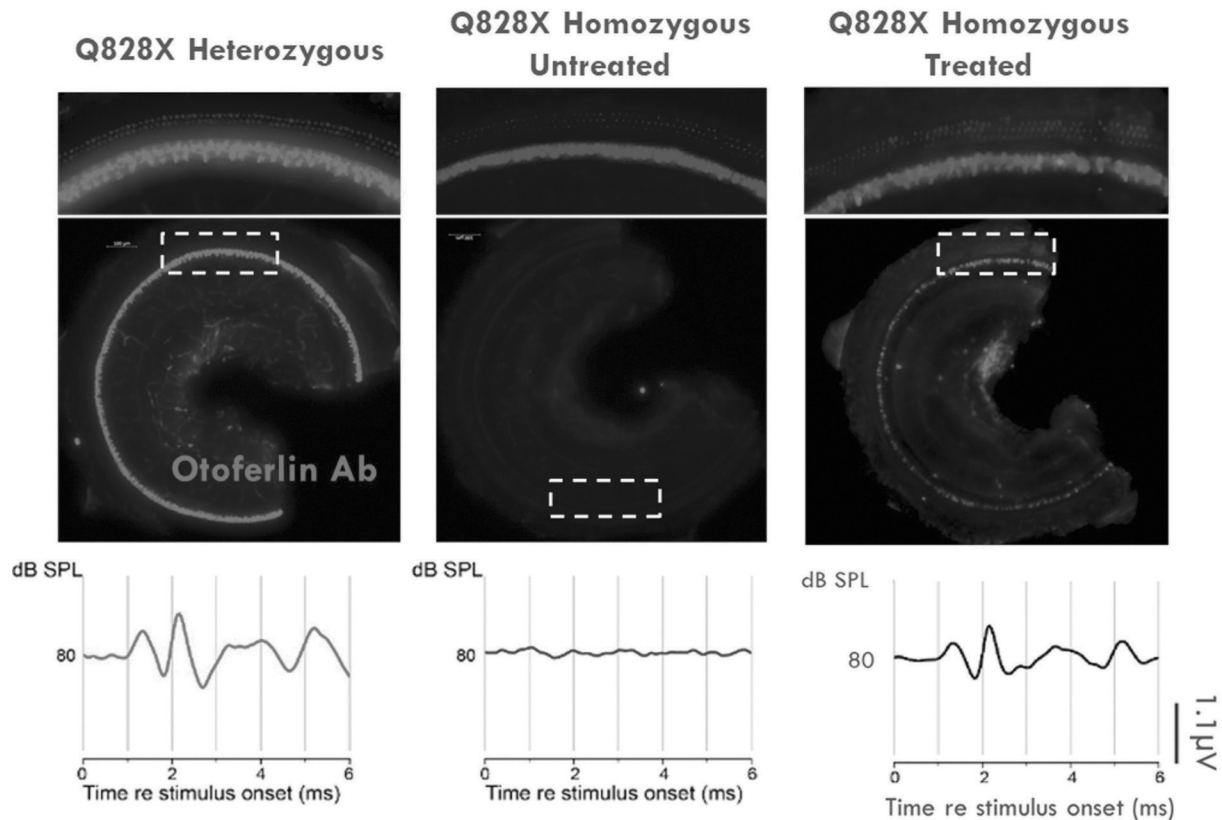 Q828X Heterozygous
Q828X Homozygous
Untreated
Q828X Homozygous
Treated
Otoferlin Ab
dB SPL
80
0 2 4 6
Time re stimulus onset (ms)
dB SPL
80
0 2 4 6
Time re stimulus onset (ms)
dB SPL
80
0 2 4 6
Time re stimulus onset (ms)
1.1µV